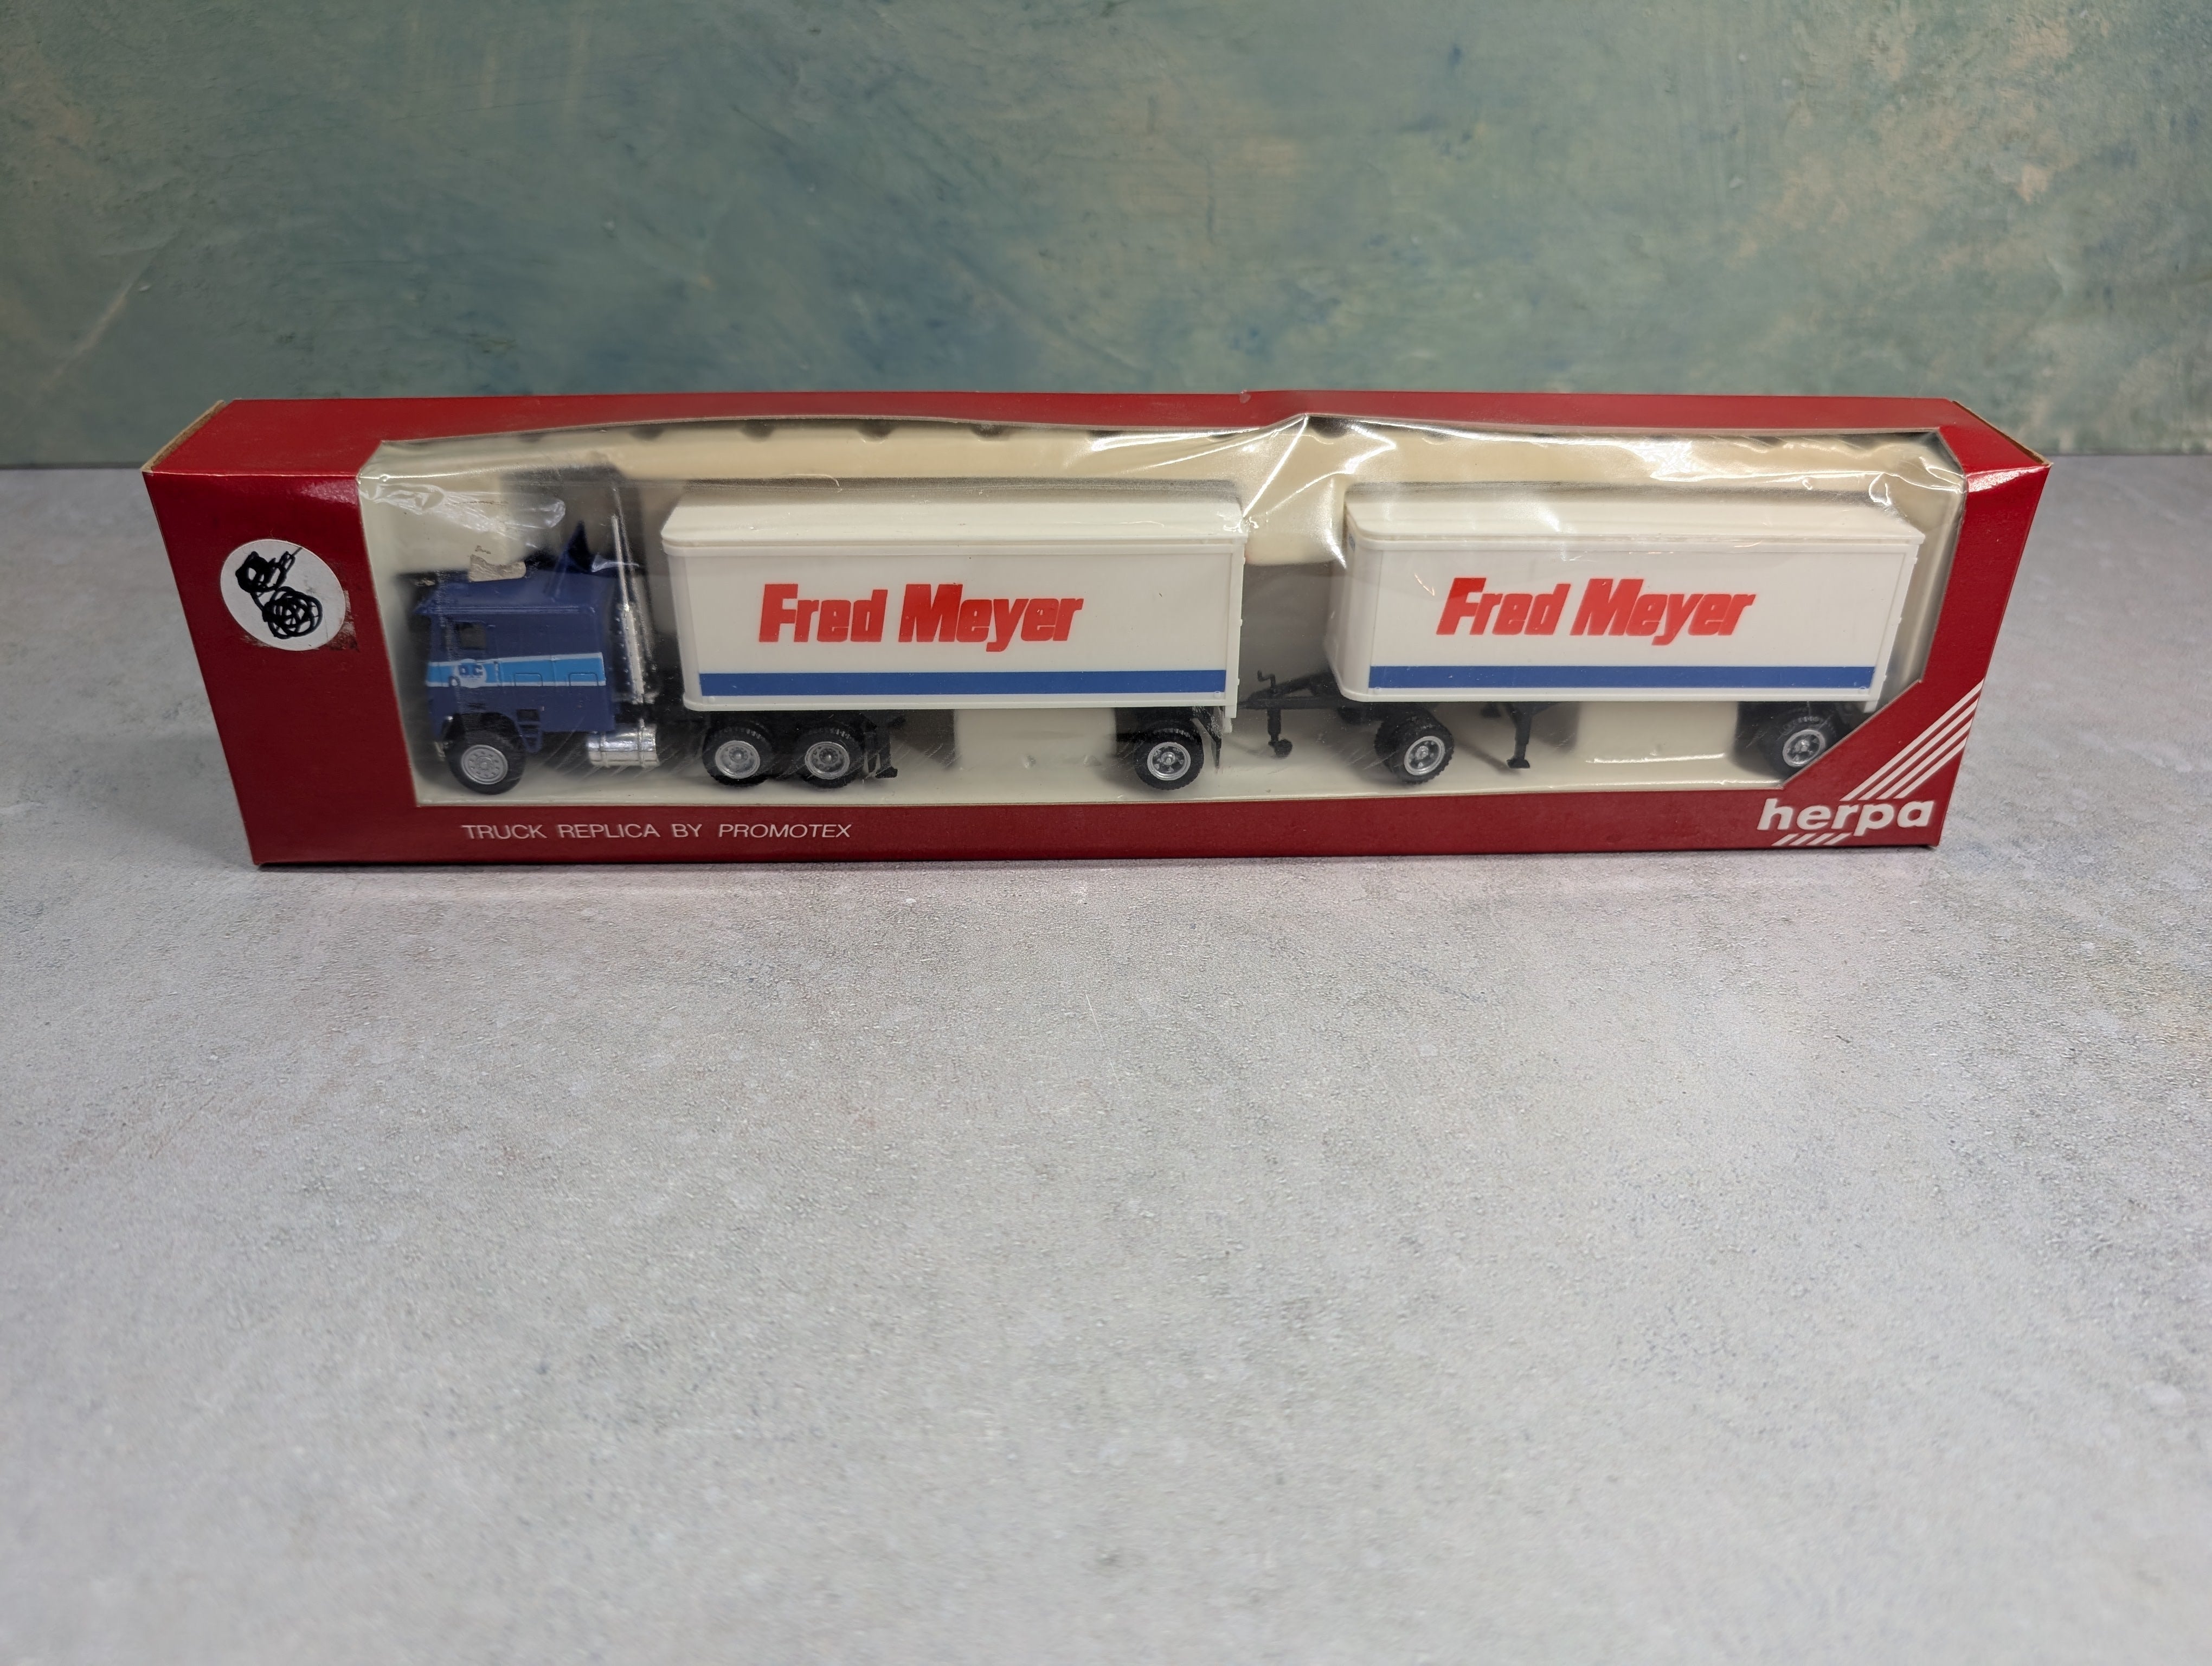 Fred Meyer
Fred Meyer
TRUCK REPLICA BY PROMOTEX
herpa